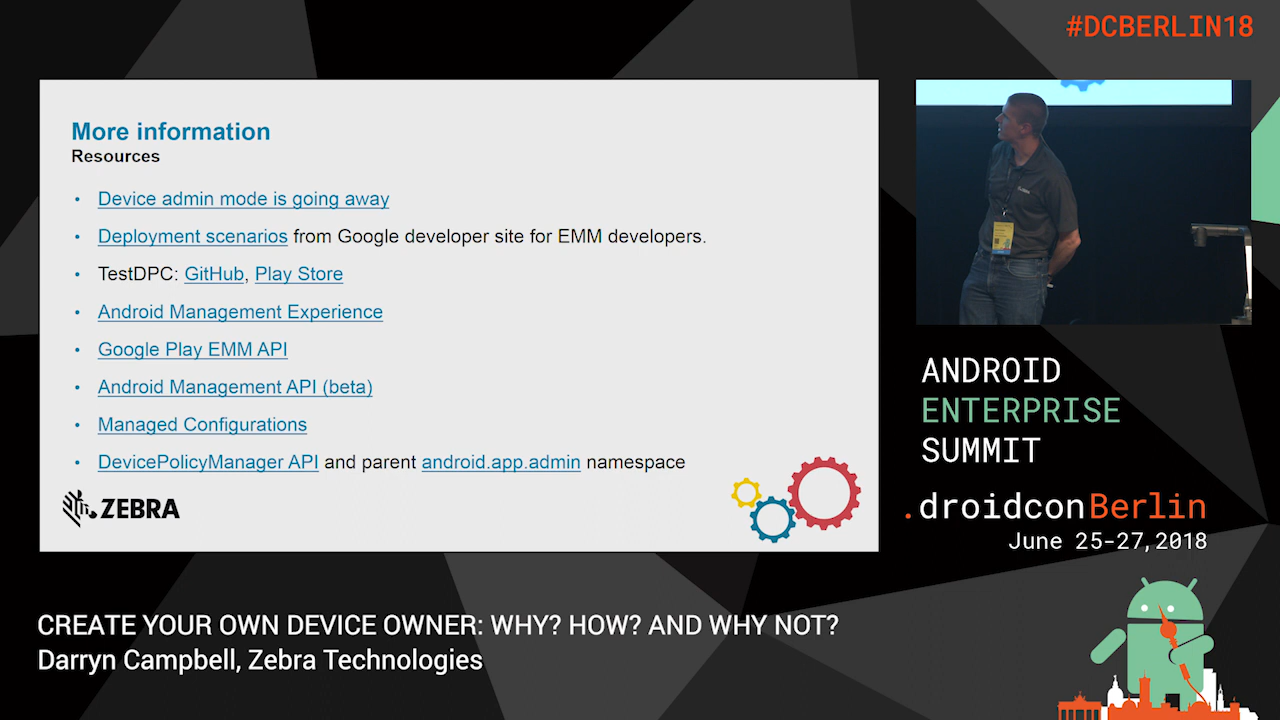 #DCBERLIN18
More information
Resources
• Device admin mode is going away
• Deployment scenarios from Google developer site for EMM developers.
• TestDPC: GitHub, Play Store
• Android Management Experience
• Google Play EMM API
• Android Management API (beta)
• Managed Configurations
• DevicePolicyManager API and parent android.app.admin namespace
ZEBRA
ANDROID
ENTERPRISE
SUMMIT
.droidconBerlin
June 25-27, 2018
CREATE YOUR OWN DEVICE OWNER: WHY? HOW? AND WHY NOT?
Darryn Campbell, Zebra Technologies